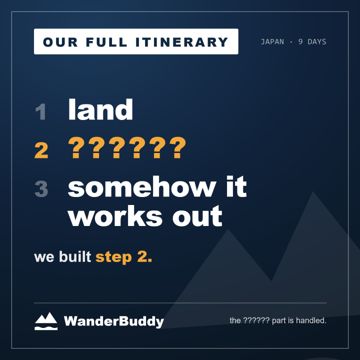 OUR FULL ITINERARY
JAPAN · 9 DAYS
1 land
2 ??????
3 somehow it
works out
we built step 2.
WanderBuddy
the ?????? part is handled.